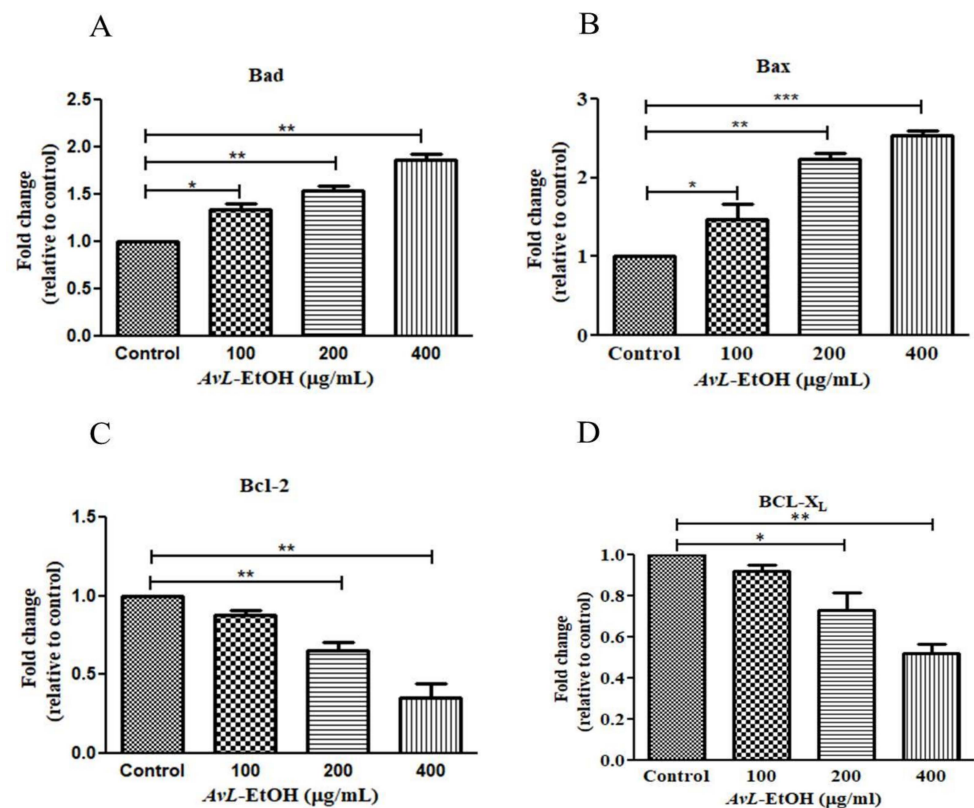 A
Bad
Fold change
(relative to control)
2.5
2.0
1.5
1.0
0.5
0.0
**
**
*
Control 100 200 400
AvL-EtOH (µg/mL)
B
Bax
Fold change
(relative to control)
3
2
1
0
***
**
*
Control 100 200 400
AvL-EtOH (µg/mL)
C
Bcl-2
Fold change
(relative to control)
1.5
1.0
0.5
0.0
**
**
Control 100 200 400
AvL-EtOH (µg/mL)
D
BCL-XL
Fold change
(relative to control)
1.0
0.8
0.6
0.4
0.2
0.0
**
*
Control 100 200 400
AvL-EtOH (µg/ml)